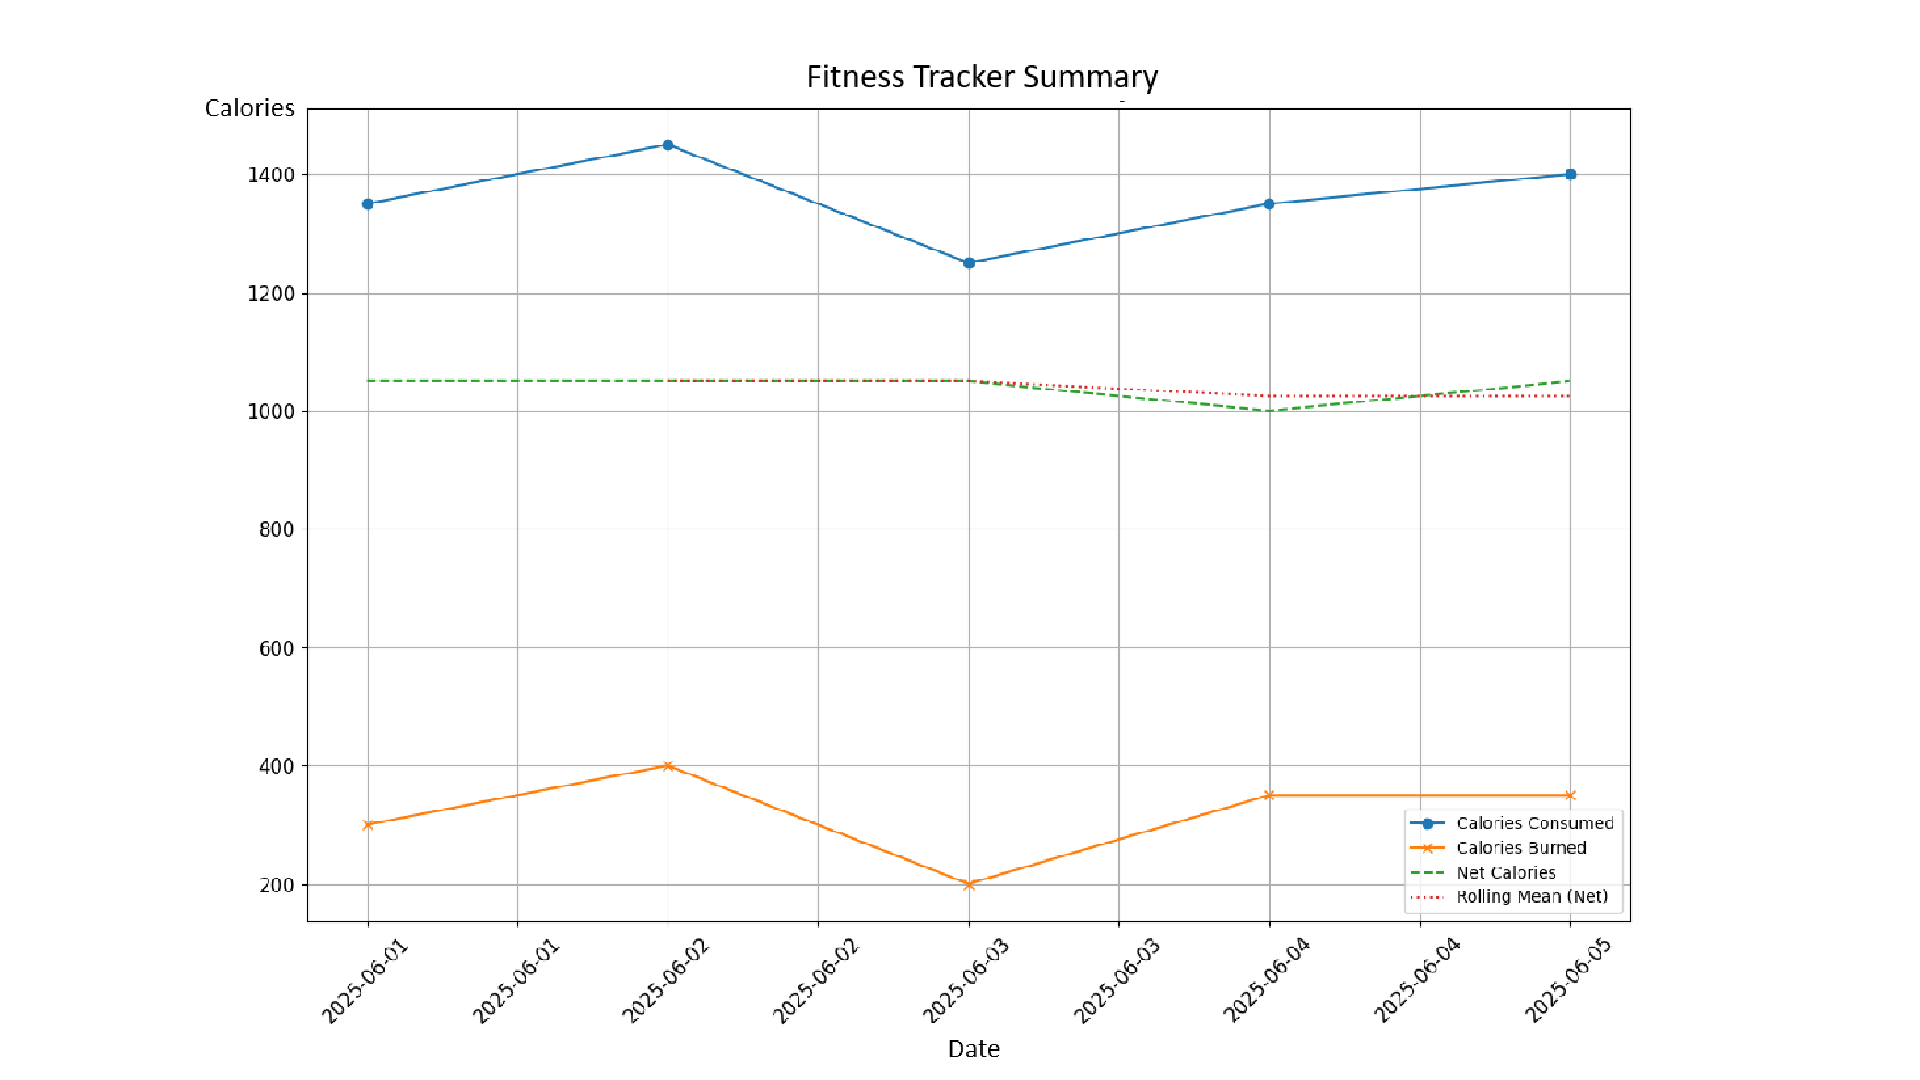 Fitness Tracker Summary
Calories
1400
1200
1000
800
600
400
200
Calories Consumed
Calories Burned
Net Calories
Rolling Mean (Net)
2025-06-01
2025-06-01
2025-06-02
2025-06-02
2025-06-03
2025-06-03
2025-06-04
2025-06-04
2025-06-05
Date